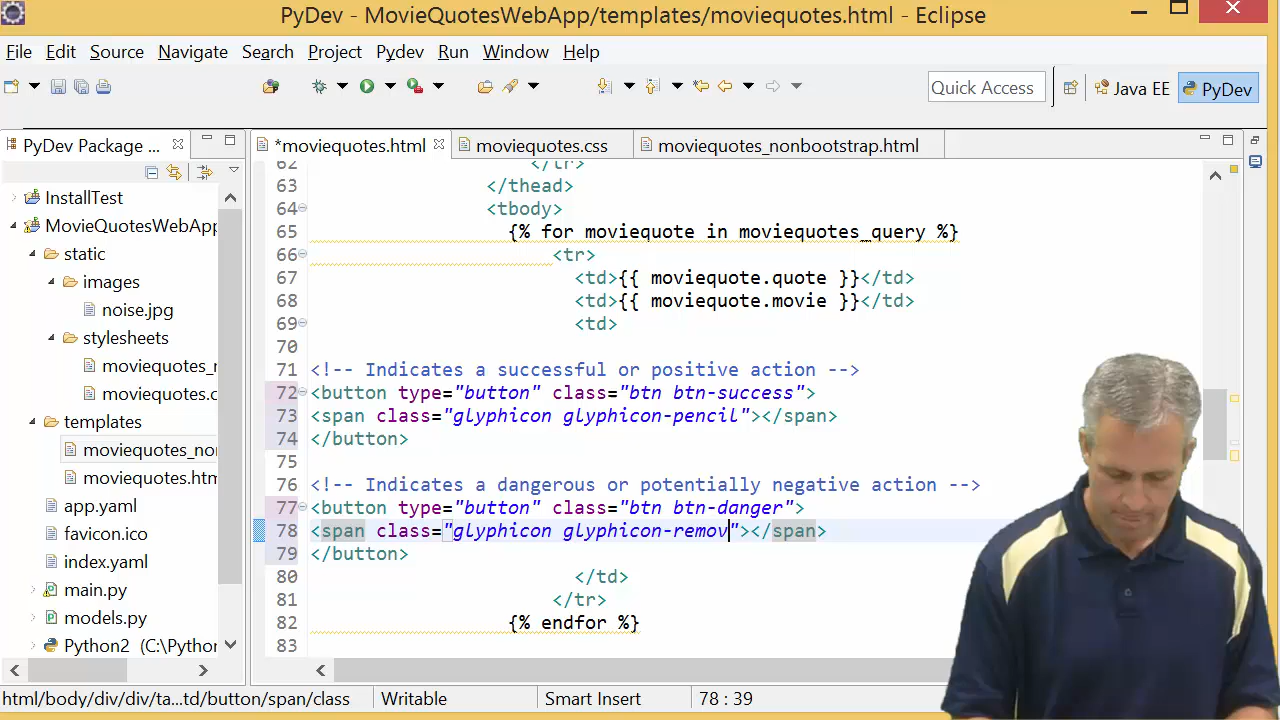 PyDev - MovieQuotesWebApp/templates/moviequotes.html - Eclipse
File Edit Source Navigate Search Project Pydev Run Window Help
Quick Access Java EE PyDev
PyDev Package ... *moviequotes.html moviequotes.css moviequotes_nonbootstrap.html
InstallTest
MovieQuotesWebApp
static
images
noise.jpg
stylesheets
moviequotes_r
moviequotes.c
templates
moviequotes_no
moviequotes.htm
app.yaml
favicon.ico
index.yaml
main.py
models.py
Python2 (C:\Python
62 </tr>
63 </thead>
64 <tbody>
65 {% for moviequote in moviequotes_query %}
66 <tr>
67 <td>{{ moviequote.quote }}</td>
68 <td>{{ moviequote.movie }}</td>
69 <td>
70
71 <!-- Indicates a successful or positive action -->
72 <button type="button" class="btn btn-success">
73 <span class="glyphicon glyphicon-pencil"></span>
74 </button>
75
76 <!-- Indicates a dangerous or potentially negative action -->
77 <button type="button" class="btn btn-danger">
78 <span class="glyphicon glyphicon-remov"></span>
79 </button>
80 </td>
81 </tr>
82 {% endfor %}
83
html/body/div/div/ta...td/button/span/class Writable Smart Insert 78 : 39